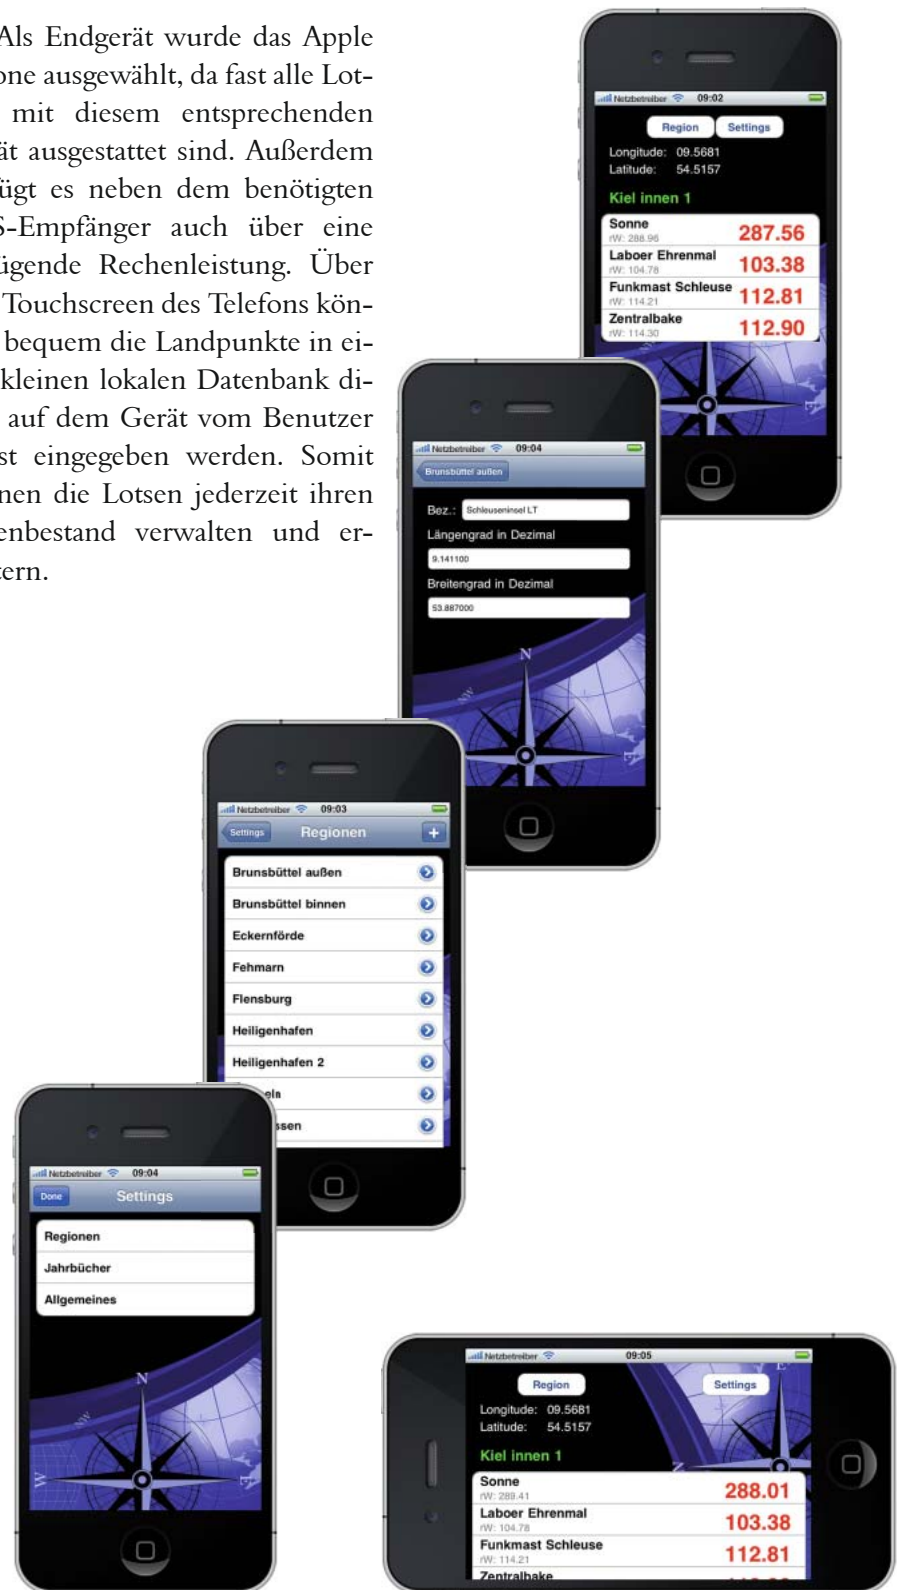 Als Endgerät wurde das Apple
one ausgewählt, da fast alle Lot-
mit diesem entsprechenden
ät ausgestattet sind. Außerdem
ügt es neben dem benötigten
S-Empfänger auch über eine
ügende Rechenleistung. Über
Touchscreen des Telefons kön-
bequem die Landpunkte in ei-
kleinen lokalen Datenbank di-
auf dem Gerät vom Benutzer
st eingegeben werden. Somit
nen die Lotsen jederzeit ihren
enbestand verwalten und er-
tern.
Netzbetreiber 09:02
Region Settings
Longitude: 09.5681
Latitude: 54.5157
Kiel innen 1
Sonne
rW: 288.96 287.56
Laboer Ehrenmal
rW: 104.78 103.38
Funkmast Schleuse
rW: 114.21 112.81
Zentralbake
rW: 114.30 112.90
E
Netzbetreiber 09:04
Brunsbüttel außen
Bez.: Schleuseninsel LT
Längengrad in Dezimal
9.141100
Breitengrad in Dezimal
53.887000
N
NW
E
Netzbetreiber 09:03
Settings Regionen +
Brunsbüttel außen
Brunsbüttel binnen
Eckernförde
Fehmarn
Flensburg
Heiligenhafen
Heiligenhafen 2
eln
ssen
Netzbetreiber 09:04
Done Settings
Regionen
Jahrbücher
Allgemeines
N
NW
W E
Netzbetreiber 09:05
Region Settings
Longitude: 09.5681
Latitude: 54.5157
Kiel innen 1
E
N
Sonne
rW: 289.41 288.01
Laboer Ehrenmal
rW: 104.78 103.38
Funkmast Schleuse
rW: 114.21 112.81
Zentralbake